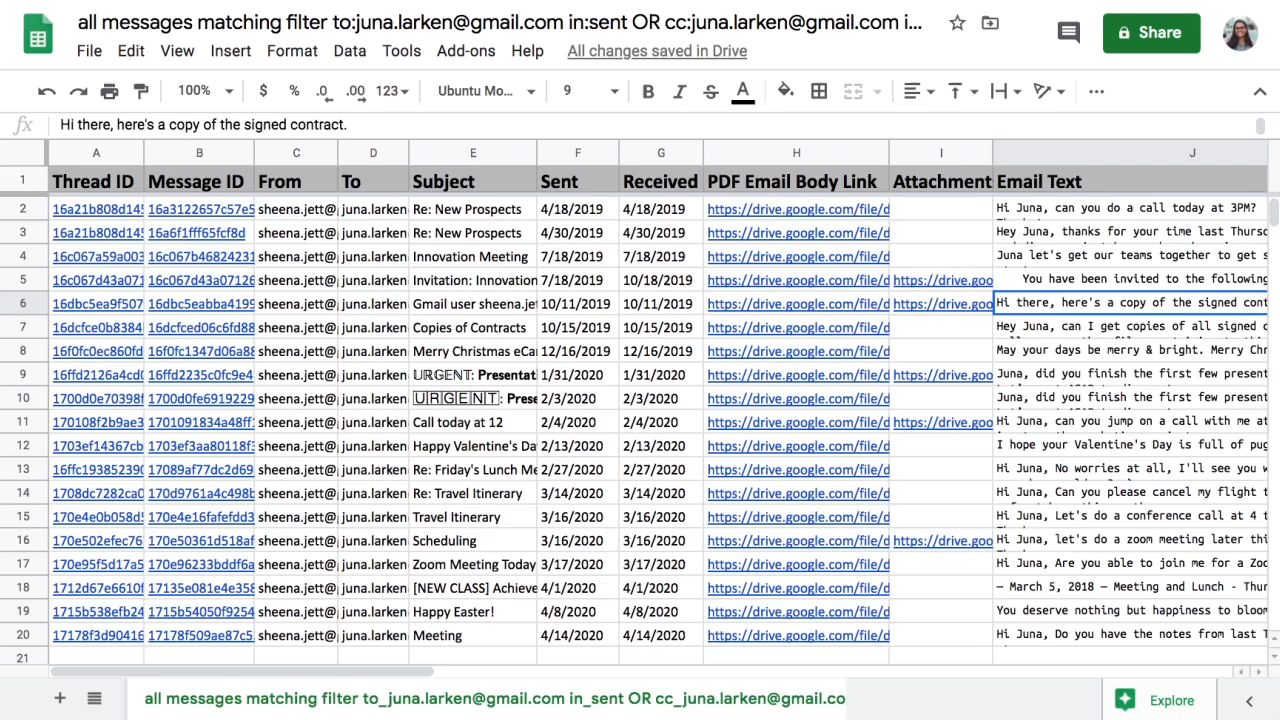 all messages matching filter to:juna.larken@gmail.com in:sent OR cc:juna.larken@gmail.com i...
File Edit View Insert Format Data Tools Add-ons Help All changes saved in Drive
Share
100% $ % .0 .00 123 Ubuntu Mo... 9 B I S A ...
fx Hi there, here's a copy of the signed contract.
A B C D E F G H I J
1 Thread ID Message ID From To Subject Sent Received PDF Email Body Link Attachment Email Text
2 16a21b808d145 16a3122657c57e5 sheena.jett@ juna.larken Re: New Prospects 4/18/2019 4/18/2019 https://drive.google.com/file/d Hi Juna, can you do a call today at 3PM?
3 16a21b808d145 16a6f1fff65fcf8d sheena.jett@ juna.larken Re: New Prospects 4/30/2019 4/30/2019 https://drive.google.com/file/d Hey Juna, thanks for your time last Thursd
4 16c067a59a003 16c067b46824231 sheena.jett@ juna.larken Innovation Meeting 7/18/2019 7/18/2019 https://drive.google.com/file/d Juna let's get our teams together to get s
5 16c067d43a071 16c067d43a07126 sheena.jett@ juna.larken Invitation: Innovation 7/18/2019 10/18/2019 https://drive.google.com/file/d https://drive.goo You have been invited to the following
6 16dbc5ea9f507 16dbc5eabba4199 sheena.jett@ juna.larken Gmail user sheena.jet 10/11/2019 10/11/2019 https://drive.google.com/file/d https://drive.goo Hi there, here's a copy of the signed cont
7 16dcfce0b8384 16dcfced06c6fd88 sheena.jett@ juna.larken Copies of Contracts 10/15/2019 10/15/2019 https://drive.google.com/file/d Hey Juna, can I get copies of all signed c
8 16f0fc0ec860fd 16f0fc1347d06a88 sheena.jett@ juna.larken Merry Christmas eCa 12/16/2019 12/16/2019 https://drive.google.com/file/d May your days be merry & bright. Merry Chr
9 16ffd2126a4cd0 16ffd2235c0fc9e4 sheena.jett@ juna.larken URGENT: Presentat 1/31/2020 1/31/2020 https://drive.google.com/file/d https://drive.goo Juna, did you finish the first few present
10 1700d0e70398f 1700d0fe6919229 sheena.jett@ juna.larken URGENT: Prese 2/3/2020 2/3/2020 https://drive.google.com/file/d Juna, did you finish the first few present
11 170108f2b9ae3 1701091834a48ff sheena.jett@ juna.larken Call today at 12 2/4/2020 2/4/2020 https://drive.google.com/file/d https://drive.goo Hi Juna, can you jump on a call with me at
12 1703ef14367cb 1703ef3aa80118f sheena.jett@ juna.larken Happy Valentine's Da 2/13/2020 2/13/2020 https://drive.google.com/file/d I hope your Valentine's Day is full of pug
13 16ffc193852390 17089af77dc2d69 sheena.jett@ juna.larken Re: Friday's Lunch Me 2/27/2020 2/27/2020 https://drive.google.com/file/d Hi Juna, No worries at all, I'll see you w
14 1708dc7282ca0 170d9761a4c498b sheena.jett@ juna.larken Re: Travel Itinerary 3/14/2020 3/14/2020 https://drive.google.com/file/d Hi Juna, Can you please cancel my flight t
15 170e4e0b058d5 170e4e16fafefdd3 sheena.jett@ juna.larken Travel Itinerary 3/16/2020 3/16/2020 https://drive.google.com/file/d Hi Juna, Let's do a conference call at 4 t
16 170e502efec76 170e50361d518af sheena.jett@ juna.larken Scheduling 3/16/2020 3/16/2020 https://drive.google.com/file/d https://drive.goo Hi Juna, let's do a zoom meeting later thi
17 170e95f5d17a5 170e96233bddf6a sheena.jett@ juna.larken Zoom Meeting Today 3/17/2020 3/17/2020 https://drive.google.com/file/d Hi Juna, Are you able to join me for a Zoo
18 1712d67e6610f 17135e081e4e358 sheena.jett@ juna.larken [NEW CLASS] Achieve 4/1/2020 4/1/2020 https://drive.google.com/file/d — March 5, 2018 — Meeting and Lunch - Thur
19 1715b538efb24 1715b54050f9254 sheena.jett@ juna.larken Happy Easter! 4/8/2020 4/8/2020 https://drive.google.com/file/d You deserve nothing but happiness to bloom
20 17178f3d90416 17178f509ae87c5 sheena.jett@ juna.larken Meeting 4/14/2020 4/14/2020 https://drive.google.com/file/d Hi Juna, Do you have the notes from last T
21
all messages matching filter to_juna.larken@gmail.com in_sent OR cc_juna.larken@gmail.co Explore